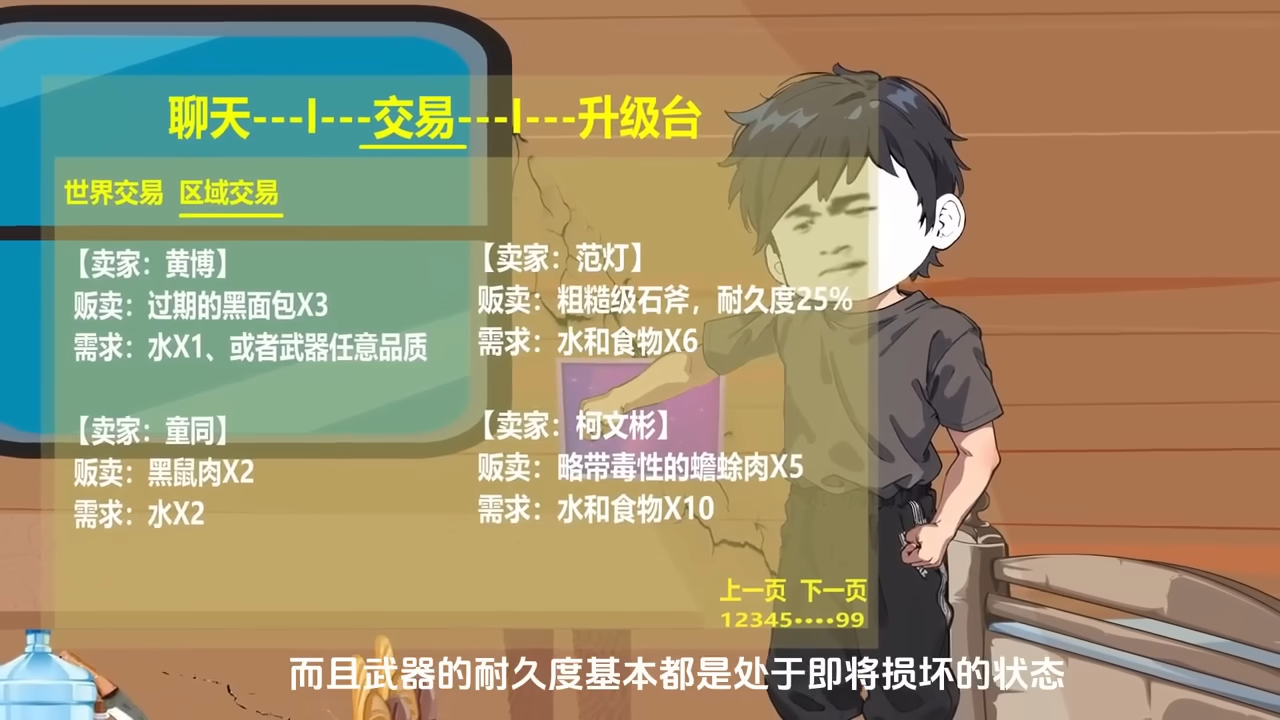 聊天---|---交易---|---升级台
世界交易 区域交易
【卖家：黄博】
贩卖：过期的黑面包X3
需求：水X1、或者武器任意品质
【卖家：范灯】
贩卖：粗糙级石斧，耐久度25%
需求：水和食物X6
【卖家：童同】
贩卖：黑鼠肉X2
需求：水X2
【卖家：柯文彬】
贩卖：略带毒性的蟾蜍肉X5
需求：水和食物X10
上一页 下一页
12345····99
而且武器的耐久度基本都是处于即将损坏的状态